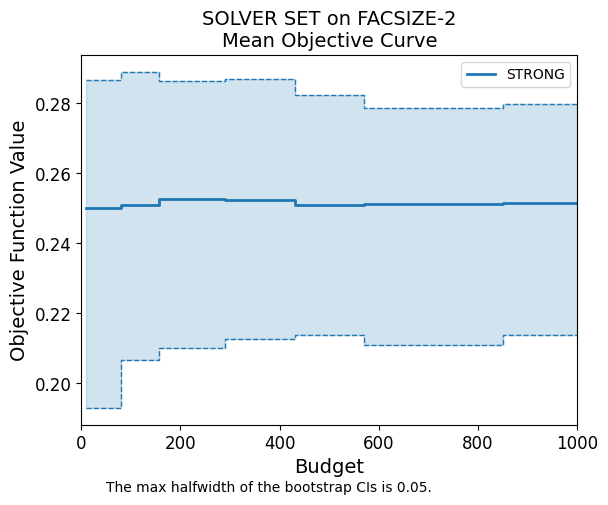 SOLVER SET on FACSIZE-2
Mean Objective Curve
STRONG
Objective Function Value
0.28
0.26
0.24
0.22
0.20
0 200 400 600 800 1000
Budget
The max halfwidth of the bootstrap CIs is 0.05.